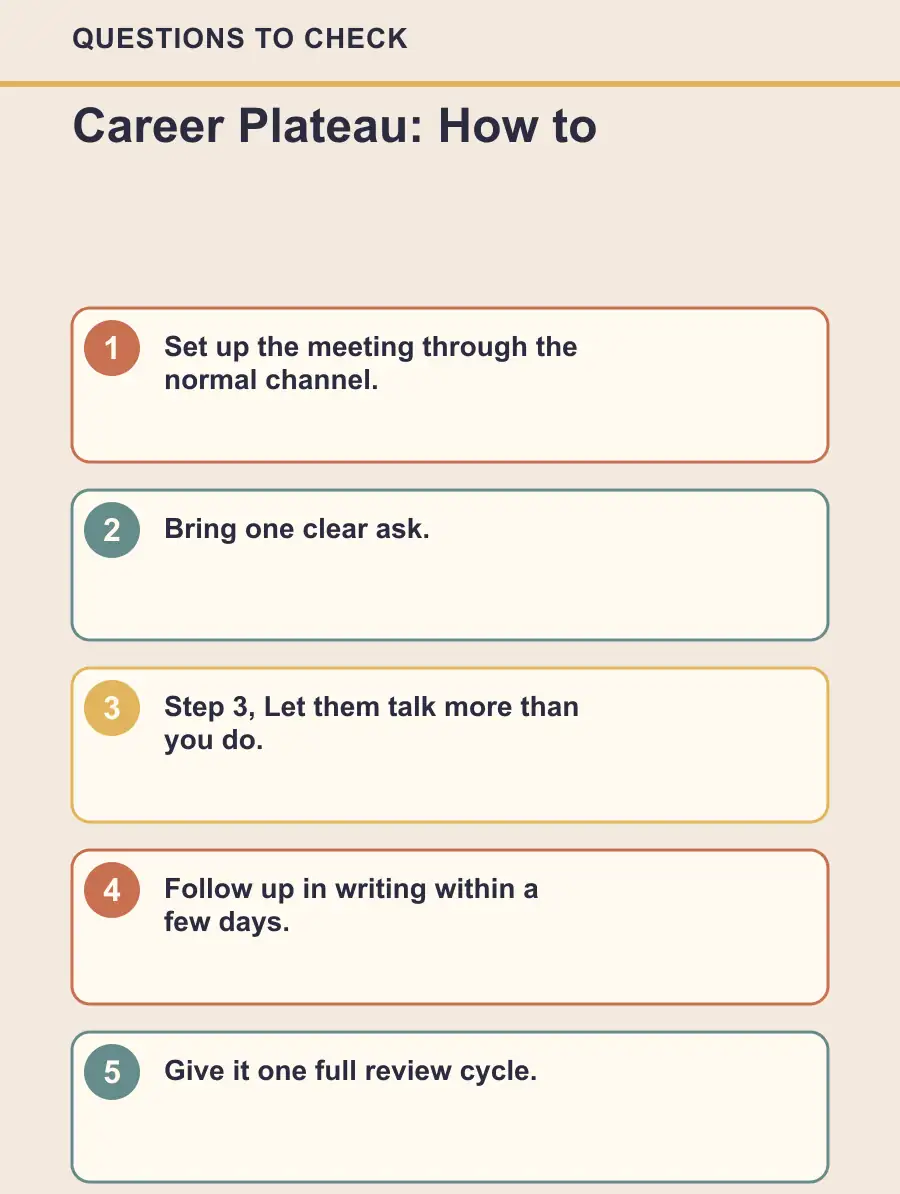 QUESTIONS TO CHECK
Career Plateau: How to
1
Set up the meeting through the
normal channel.
2
Bring one clear ask.
3
Step 3, Let them talk more than
you do.
4
Follow up in writing within a
few days.
5
Give it one full review cycle.